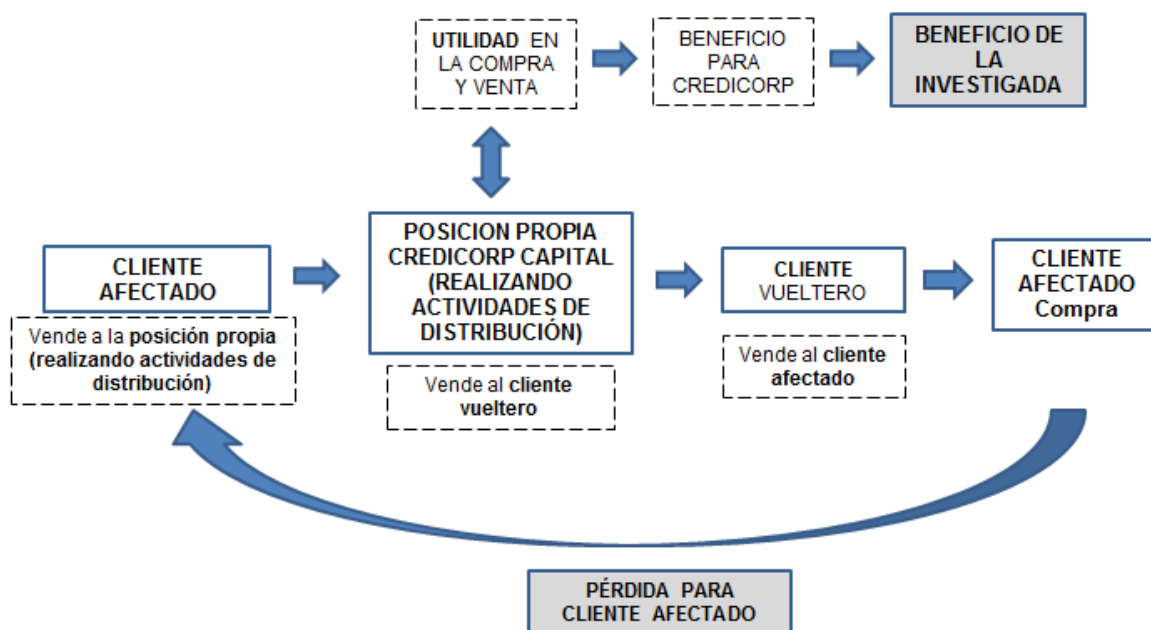 UTILIDAD EN
LA COMPRA
Y VENTA
BENEFICIO
PARA
CREDICORP
BENEFICIO DE
LA
INVESTIGADA
CLIENTE
AFECTADO
Vende a la posición propia
(realizando actividades de
distribución)
POSICION PROPIA
CREDICORP CAPITAL
(REALIZANDO
ACTIVIDADES DE
DISTRIBUCIÓN)
Vende al cliente
vueltero
CLIENTE
VUELTERO
Vende al cliente
afectado
CLIENTE
AFECTADO
Compra
PÉRDIDA PARA
CLIENTE AFECTADO